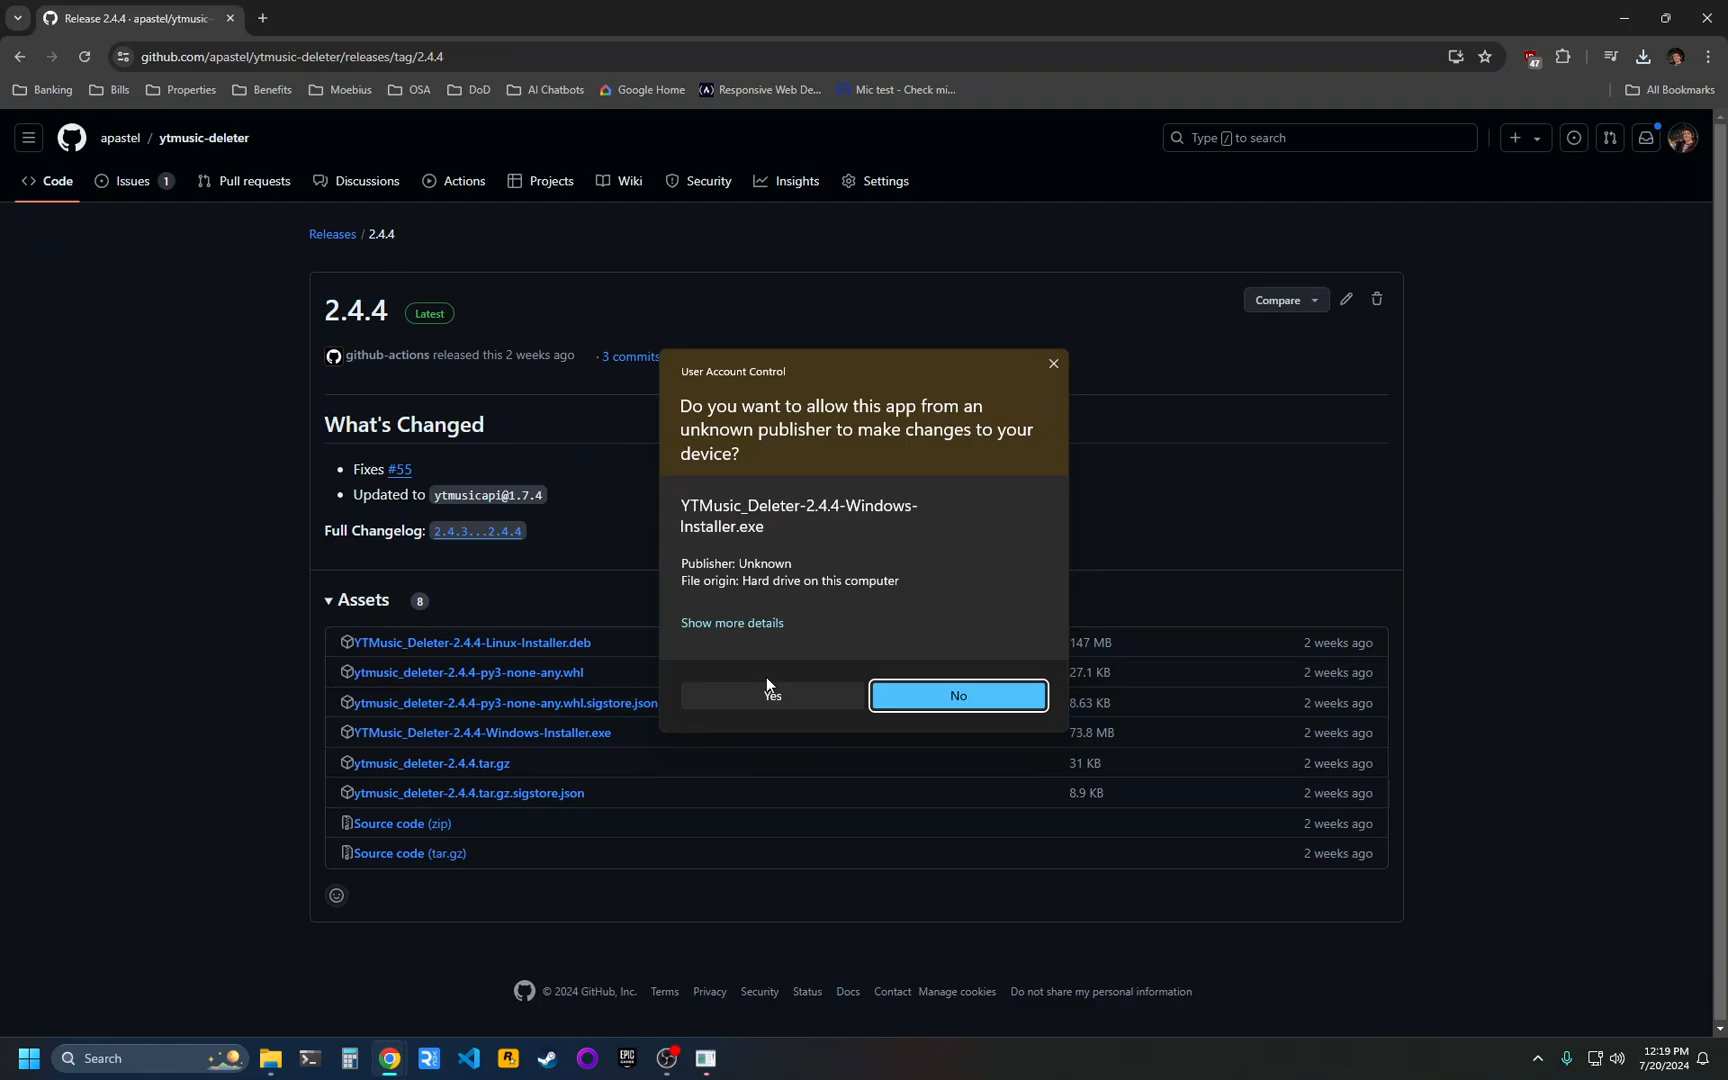 Release 2.4.4 · apastel/ytmusic-
github.com/apastel/ytmusic-deleter/releases/tag/2.4.4
47
Banking
Bills
Properties
Benefits
Moebius
OSA
DoD
AI Chatbots
Google Home
Responsive Web De...
Mic test - Check mi...
All Bookmarks
apastel / ytmusic-deleter
Type / to search
Code
Issues 1
Pull requests
Discussions
Actions
Projects
Wiki
Security
Insights
Settings
Releases / 2.4.4
2.4.4 Latest
Compare
github-actions released this 2 weeks ago · 3 commits
What's Changed
Fixes #55
Updated to ytmusicapi@1.7.4
Full Changelog: 2.4.3...2.4.4
Assets 8
YTMusic_Deleter-2.4.4-Linux-Installer.deb 147 MB 2 weeks ago
ytmusic_deleter-2.4.4-py3-none-any.whl 27.1 KB 2 weeks ago
ytmusic_deleter-2.4.4-py3-none-any.whl.sigstore.json 8.63 KB 2 weeks ago
YTMusic_Deleter-2.4.4-Windows-Installer.exe 73.8 MB 2 weeks ago
ytmusic_deleter-2.4.4.tar.gz 31 KB 2 weeks ago
ytmusic_deleter-2.4.4.tar.gz.sigstore.json 8.9 KB 2 weeks ago
Source code (zip) 2 weeks ago
Source code (tar.gz) 2 weeks ago
User Account Control
Do you want to allow this app from an
unknown publisher to make changes to your
device?
YTMusic_Deleter-2.4.4-Windows-
Installer.exe
Publisher: Unknown
File origin: Hard drive on this computer
Show more details
Yes
No
© 2024 GitHub, Inc. Terms Privacy Security Status Docs Contact Manage cookies Do not share my personal information
Search
EPIC
12:19 PM
7/20/2024